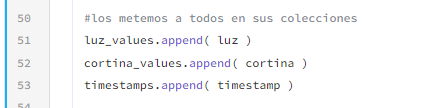 50 #los metemos a todos en sus colecciones
51 luz_values.append( luz )
52 cortina_values.append( cortina )
53 timestamps.append( timestamp )